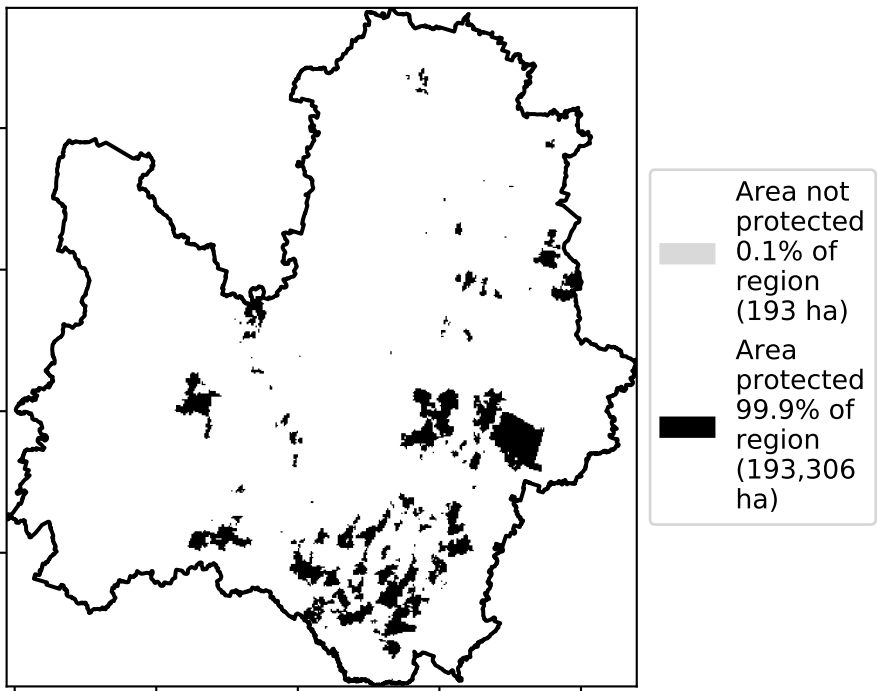 Area not
protected
0.1% of
region
(193 ha)
Area
protected
99.9% of
region
(193,306
ha)